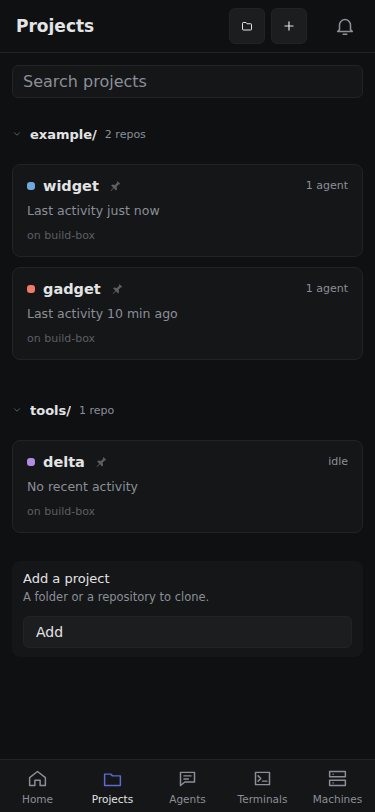 Projects
Search projects
example/ 2 repos
widget 1 agent
Last activity just now
on build-box
gadget 1 agent
Last activity 10 min ago
on build-box
tools/ 1 repo
delta idle
No recent activity
on build-box
Add a project
A folder or a repository to clone.
Add
Home Projects Agents Terminals Machines